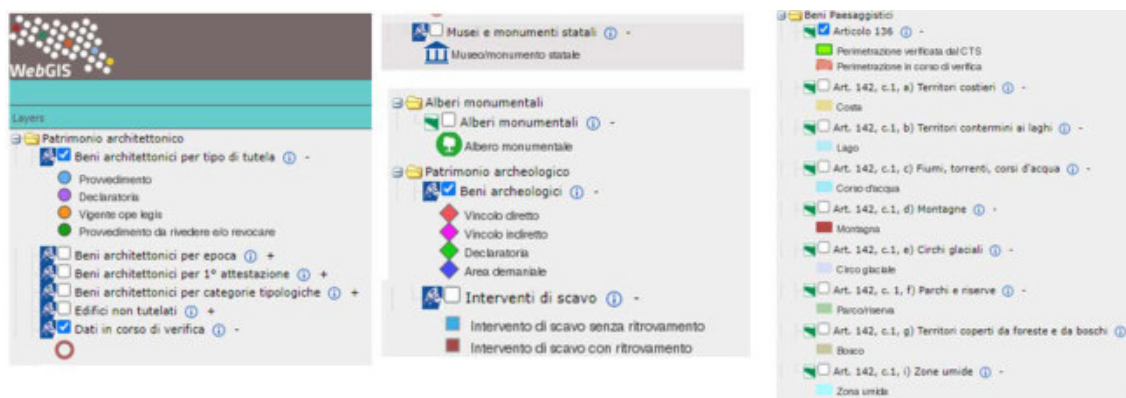 WebGIS
Layers
Patrimonio architettonico
Beni architettonici per tipo di tutela -
Provvedimento
Declaratoria
Vigente ope legis
Provvedimento da rivedere e/o revocare
Beni architettonici per epoca +
Beni architettonici per 1° attestazione +
Beni architettonici per categorie tipologiche +
Edifici non tutelati +
Dati in corso di verifica -
Musei e monumenti statali -
Museo/monumento statale
Alberi monumentali
Alberi monumentali -
Albero monumentale
Patrimonio archeologico
Beni archeologici -
Vincolo diretto
Vincolo indiretto
Declaratoria
Area demaniale
Interventi di scavo -
Intervento di scavo senza ritrovamento
Intervento di scavo con ritrovamento
Beni Paesaggistici
Articolo 136 -
Perimetrazione verificata dal CTS
Perimetrazione in corso di verifica
Art. 142, c.1, a) Territori costieri -
Costa
Art. 142, c.1, b) Territori contermini ai laghi -
Lago
Art. 142, c.1, c) Fiumi, torrenti, corsi d'acqua -
Corso d'acqua
Art. 142, c.1, d) Montagne -
Montagna
Art. 142, c.1, e) Circhi glaciali -
Circo glaciale
Art. 142, c. 1, f) Parchi e riserve -
Parco/riserva
Art. 142, c.1, g) Territori coperti da foreste e da boschi
Bosco
Art. 142, c.1, i) Zone umide -
Zona umida